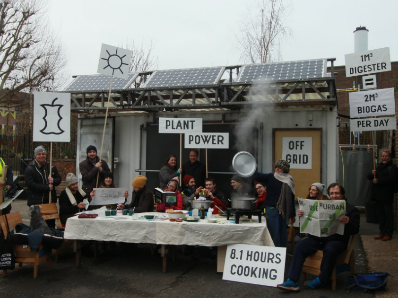 1M³
DIGESTER
2M³
BIOGAS
PER DAY
PLANT
POWER
OFF
GRID
8.1 HOURS
COOKING